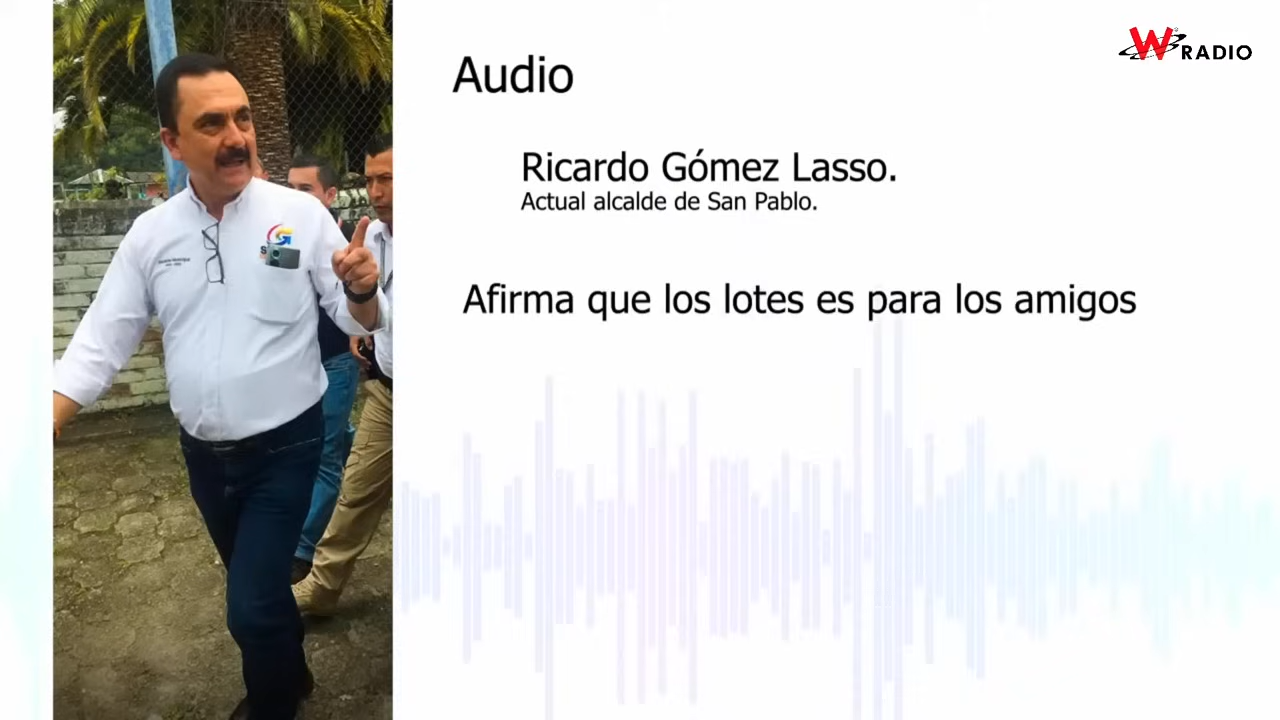 W RADIO
Audio
Ricardo Gómez Lasso.
Actual alcalde de San Pablo.
Afirma que los lotes es para los amigos